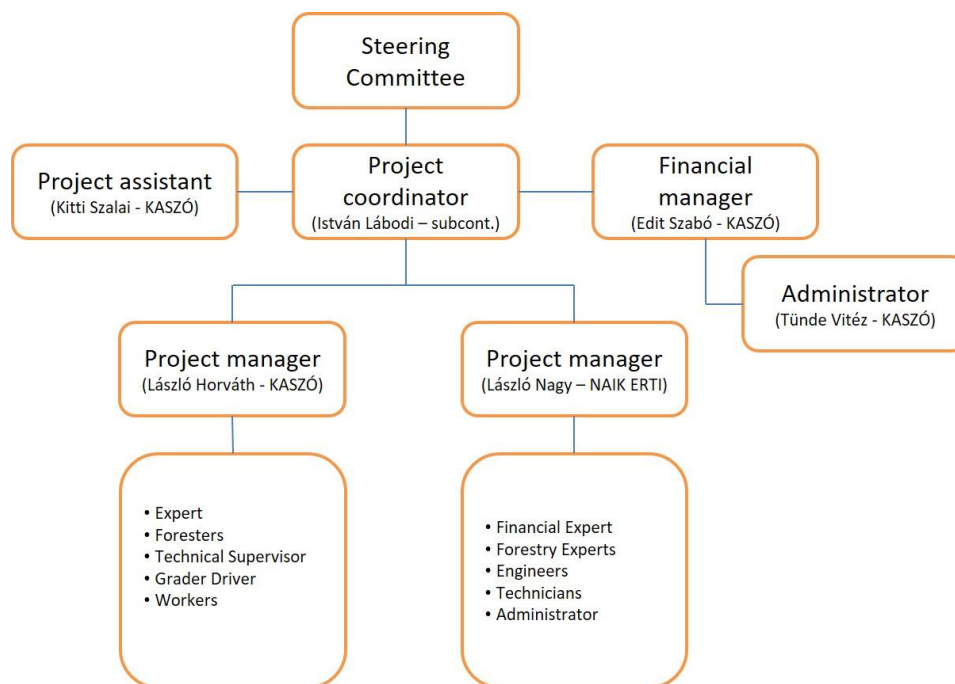 Steering
Committee
Project assistant
(Kitti Szalai - KASZÓ)
Project
coordinator
(István Lábodi – subcont.)
Financial
manager
(Edit Szabó - KASZÓ)
Administrator
(Tünde Vitéz - KASZÓ)
Project manager
(László Horváth - KASZÓ)
Project manager
(László Nagy – NAIK ERTI)
• Expert
• Foresters
• Technical Supervisor
• Grader Driver
• Workers
• Financial Expert
• Forestry Experts
• Engineers
• Technicians
• Administrator